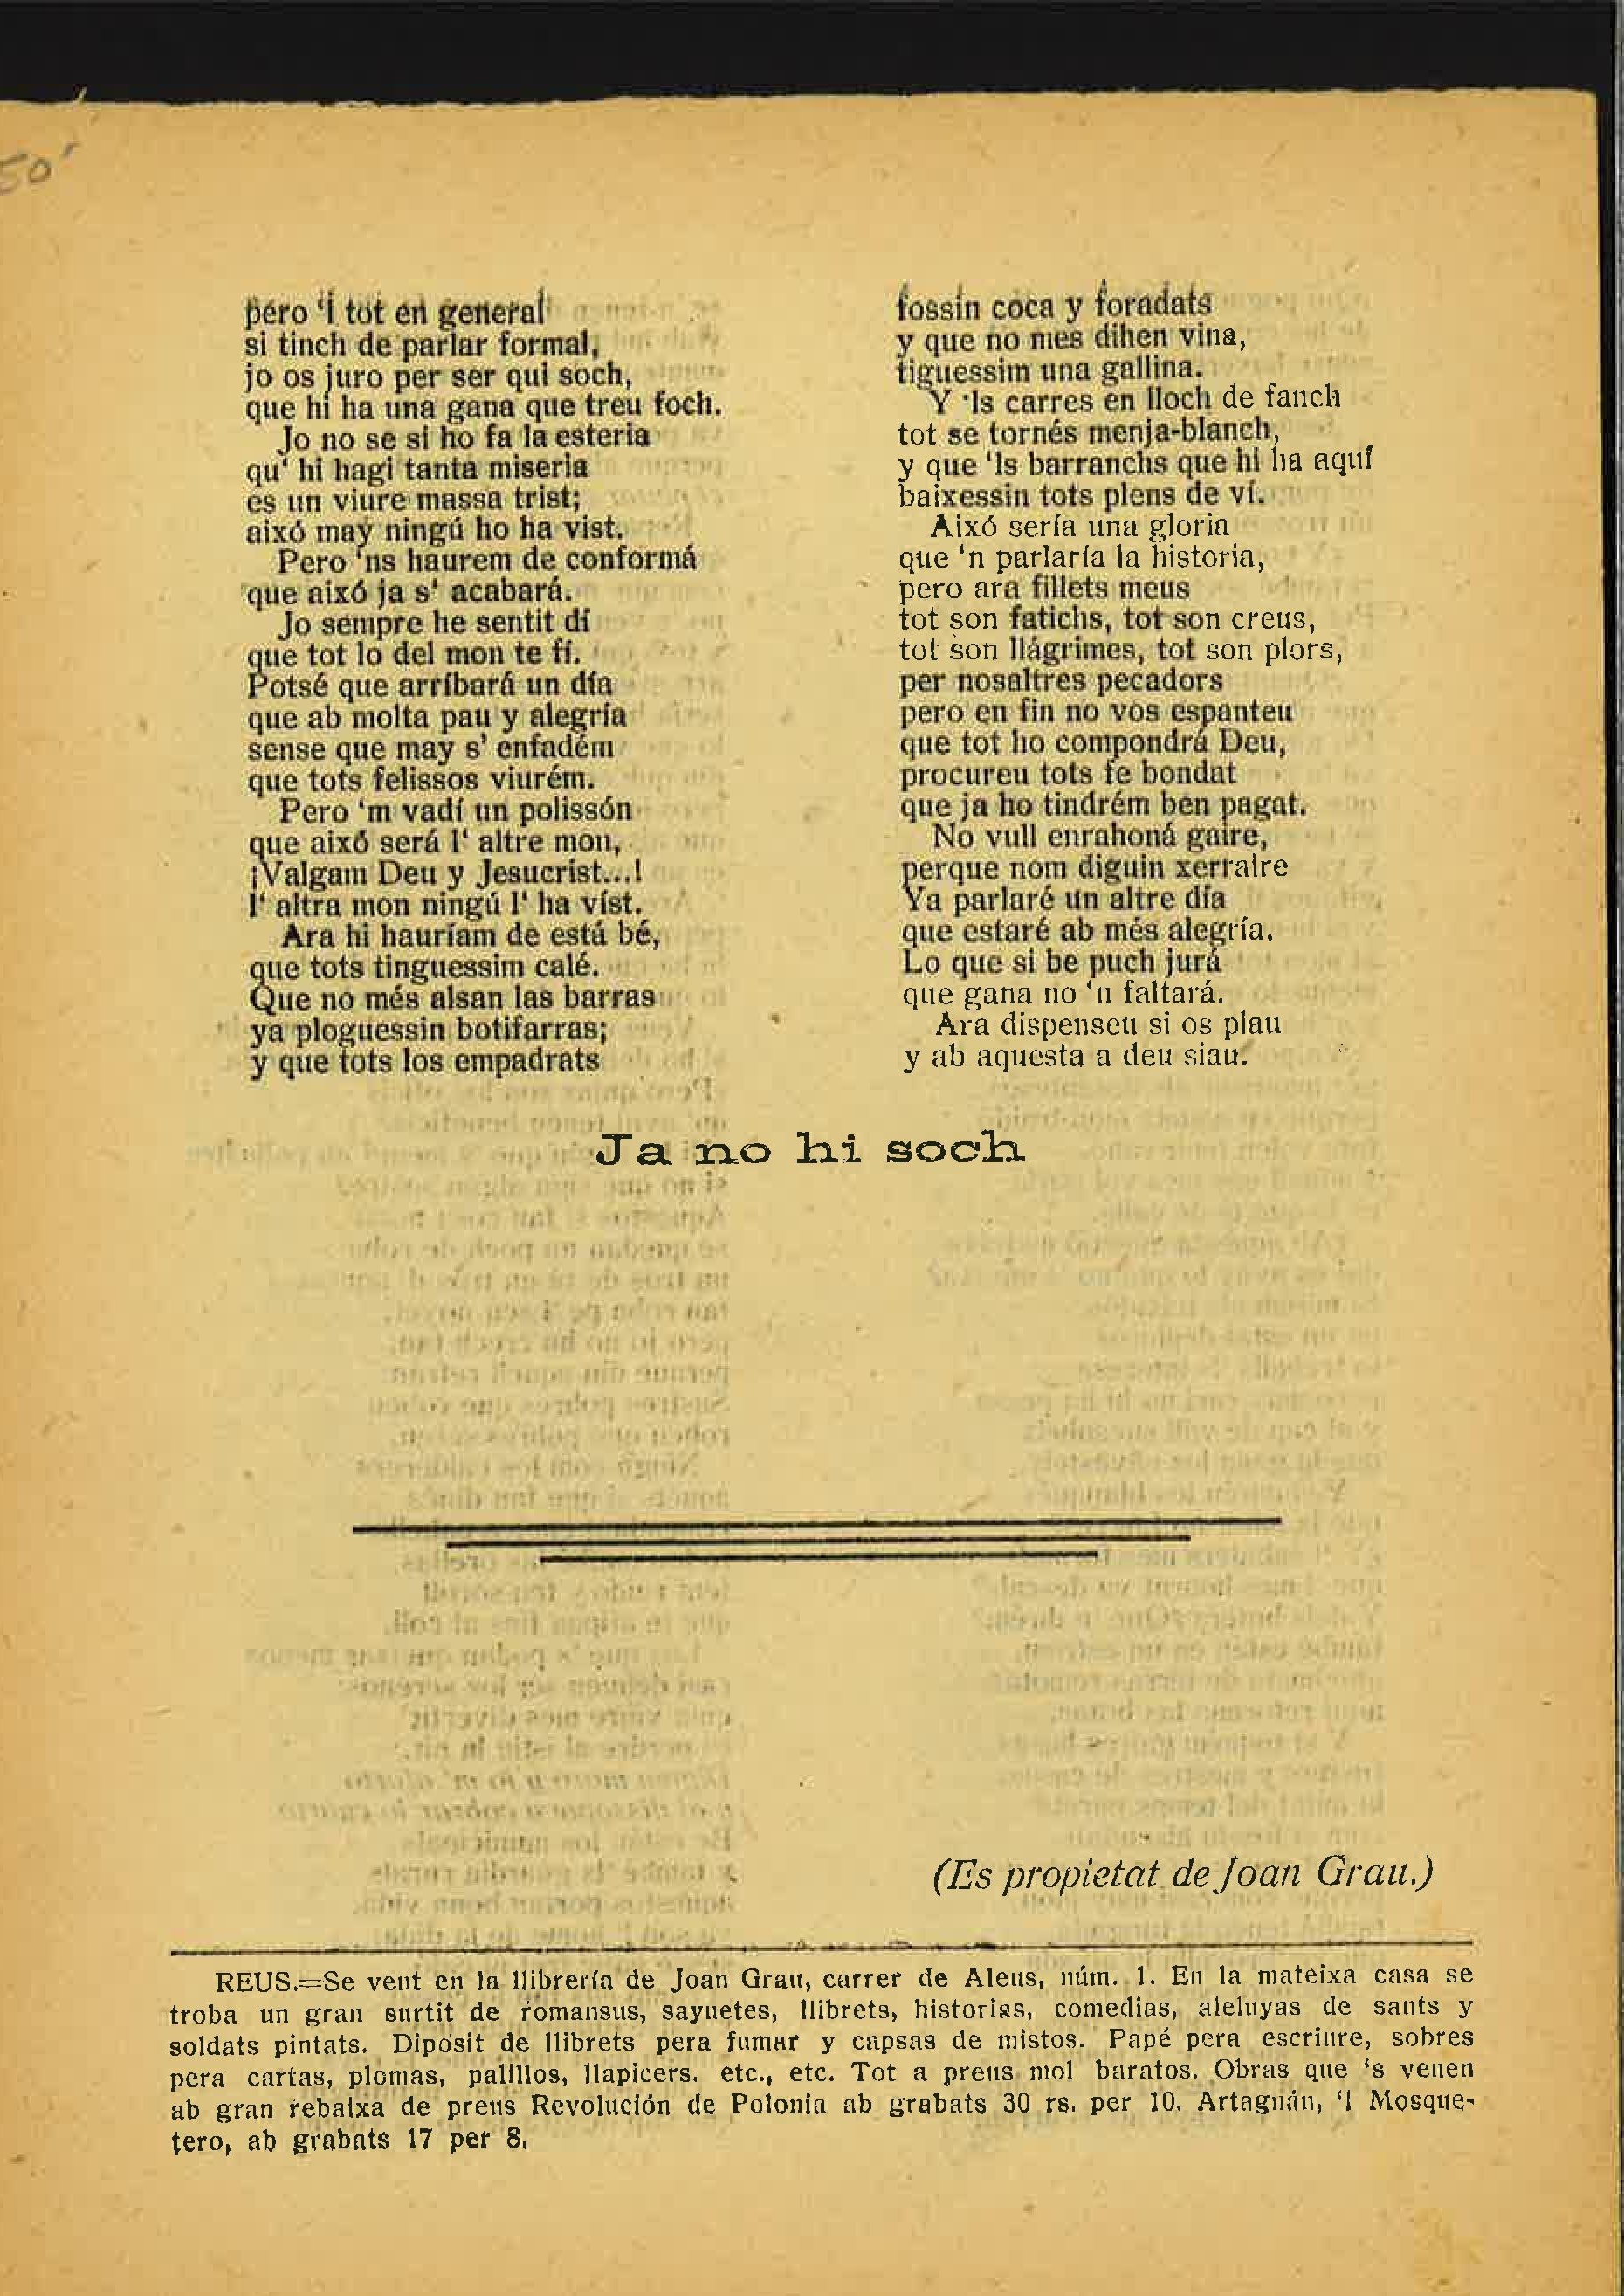 50'
pero 'l tot en general
si tinch de parlar formal,
jo os juro per ser qui soch,
que hi ha una gana que treu foch.
Jo no se si ho fa la esteria
qu' hi hagi tanta miseria
es un viure massa trist;
aixó may ningú ho ha vist.
Pero 'ns haurem de conformá
que aixó ja s' acabará.
Jo sempre he sentit dí
que tot lo del mon te fi.
Potsé que arribará un día
que ab molta pau y alegría
sense que may s' enfadém
que tots felissos viurém.
Pero 'm vadí un polissón
que aixó será l' altre mon,
¡Valgam Deu y Jesucrist...!
l' altra mon ningú l' ha víst.
Ara hi hauríam de está bé,
que tots tinguessim calé.
Que no més alsan las barras
ya ploguessin botifarras;
y que tots los empadrats
fossin coca y foradats
y que no mes dihen vina,
tiguessim una gallina.
Y 'ls carres en lloch de fanch
tot se tornés menja-blanch,
y que 'ls barranchs que hi ha aquí
baixessin tots plens de ví.
Aixó sería una gloria
que 'n parlaría la historia,
pero ara fillets meus
tot son fatichs, tot son creus,
tot son llágrimes, tot son plors,
per nosaltres pecadors
pero en fin no vos espanteu
que tot ho compondrá Deu,
procureu tots fe bondat
que ja ho tindrém ben pagat.
No vull enrahoná gaire,
perque nom diguin xerraire
Ya parlaré un altre día
que estaré ab més alegría.
Lo que si be puch jurá
que gana no 'n faltará.
Ara dispenseu si os plau
y ab aquesta a deu siau.
Ja no hi soch
(Es propietat de Joan Grau.)
REUS.=Se vent en la llibrería de Joan Grau, carrer de Aleus, núm. 1. En la mateixa casa se
troba un gran surtit de romansus, saynetes, llibrets, historias, comedias, aleluyas de sants y
soldats pintats. Diposit de llibrets pera fumar y capsas de mistos. Papé pera escriure, sobres
pera cartas, plomas, palillos, llapicers, etc., etc. Tot a preus mol baratos. Obras que 's venen
ab gran rebaixa de preus Revolución de Polonia ab grabats 30 rs. per 10. Artagnán, 'l Mosque-
tero, ab grabats 17 per 8.